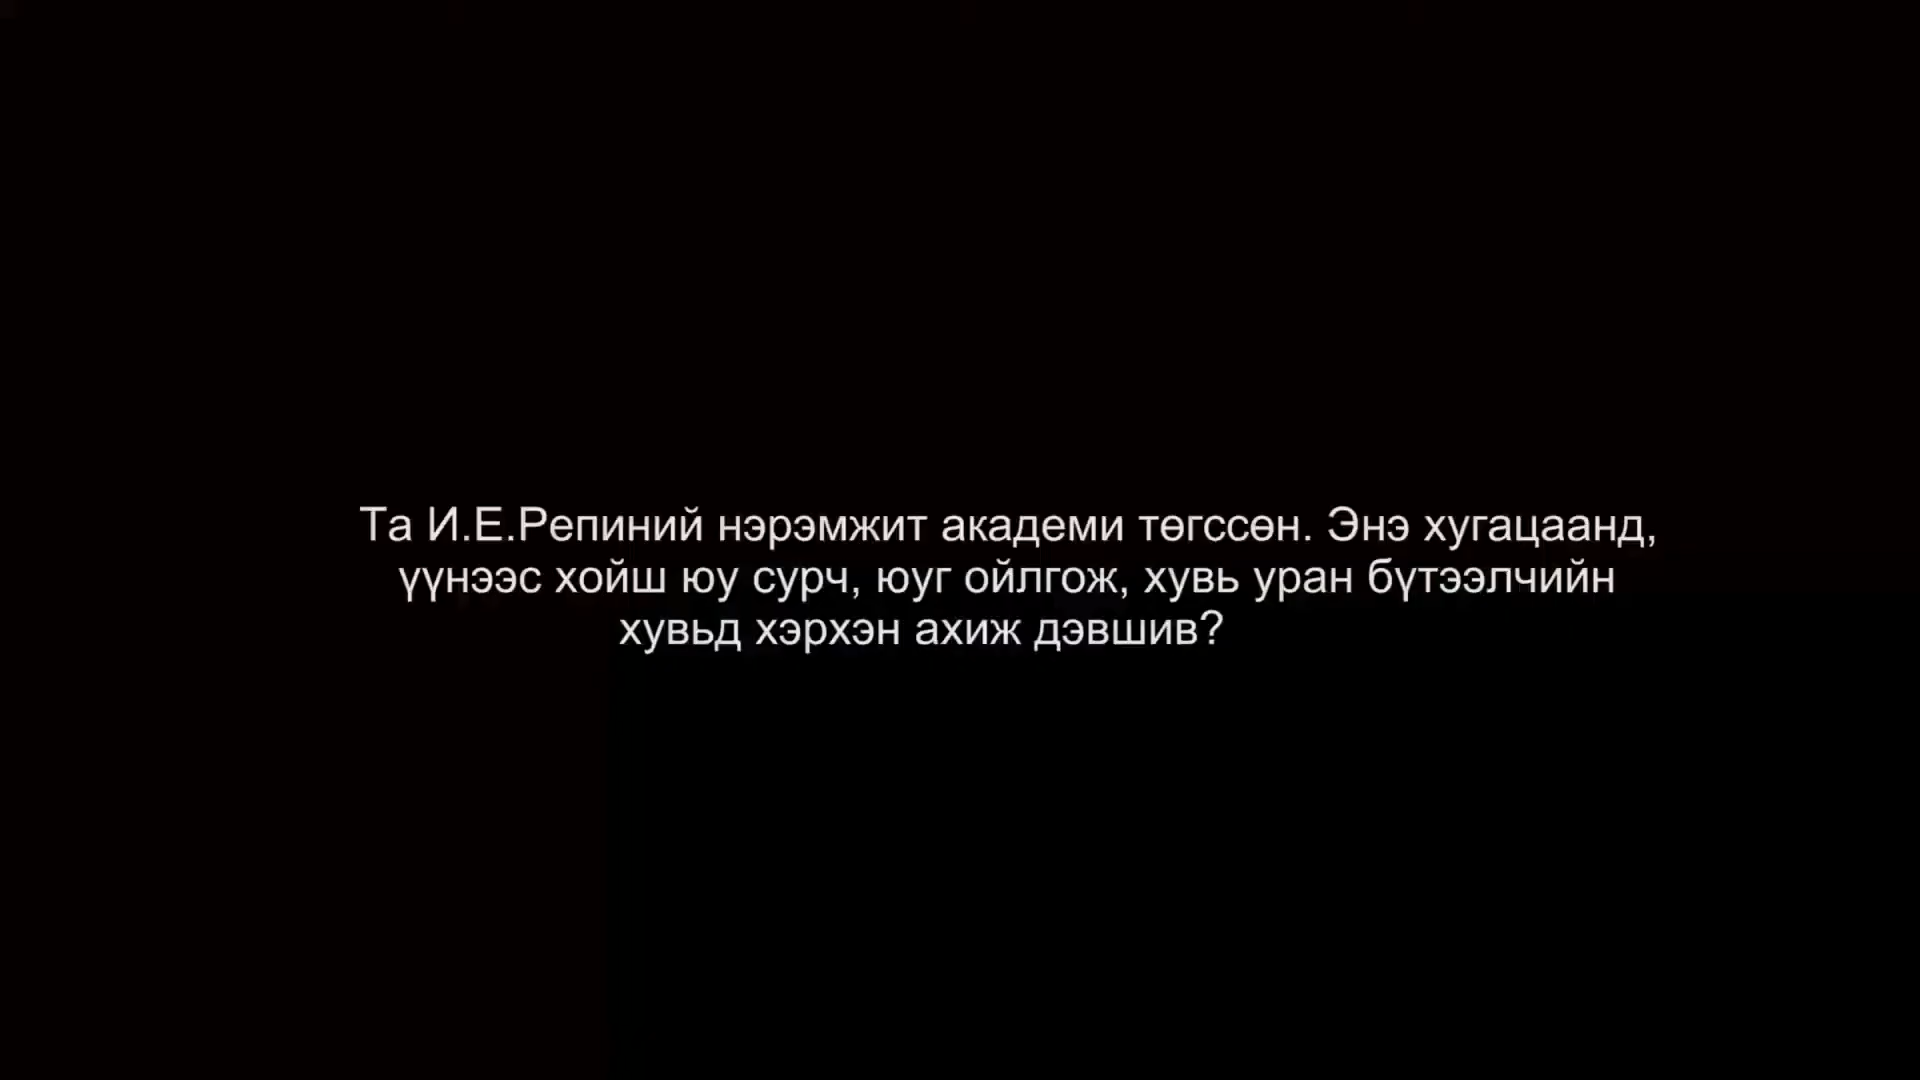 Та И.Е.Репиний нэрэмжит академи төгссөн. Энэ хугацаанд,
үүнээс хойш юу сурч, юуг ойлгож, хувь уран бүтээлчийн
хувьд хэрхэн ахиж дэвшив?